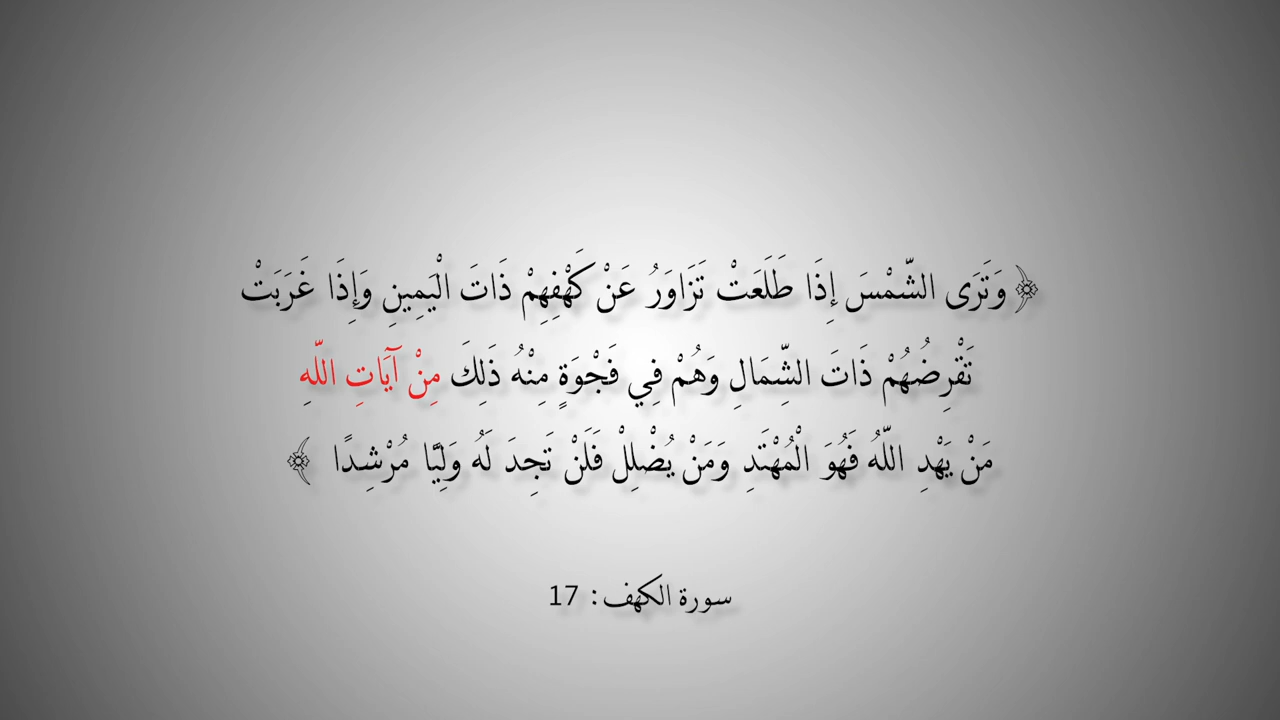 ﴿وَتَرَى الشَّمْسَ إِذَا طَلَعَتْ تَزَاوَرُ عَنْ كَهْفِهِمْ ذَاتَ الْيَمِينِ وَإِذَا غَرَبَتْ
تَقْرِضُهُمْ ذَاتَ الشِّمَالِ وَهُمْ فِي فَجْوَةٍ مِنْهُ ذَلِكَ مِنْ آيَاتِ اللَّهِ
مَنْ يَهْدِ اللَّهُ فَهُوَ الْمُهْتَدِ وَمَنْ يُضْلِلْ فَلَنْ تَجِدَ لَهُ وَلِيًّا مُرْشِدًا ﴾
سورة الكهف: 17